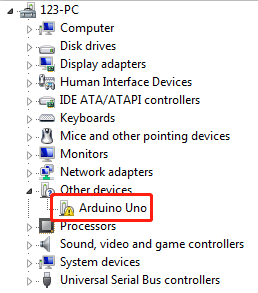 123-PC
Computer
Disk drives
Display adapters
Human Interface Devices
IDE ATA/ATAPI controllers
Keyboards
Mice and other pointing devices
Monitors
Network adapters
Other devices
Arduino Uno
Processors
Sound, video and game controllers
System devices
Universal Serial Bus controllers